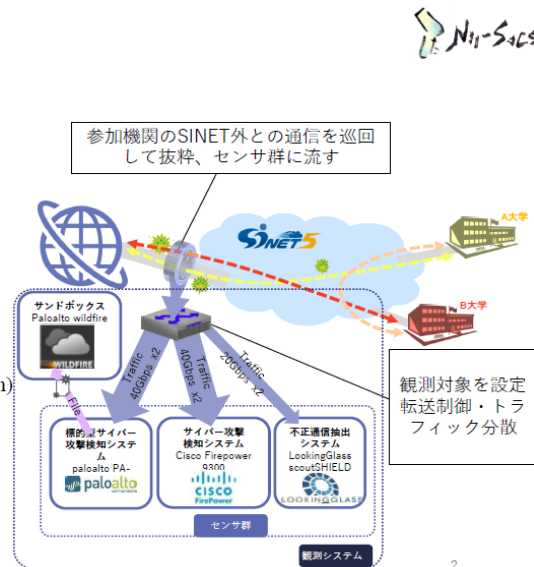 NII-SOCS
参加機関のSINET外との通信を巡回
して抜粋、センサ群に流す
SINET5
A大学
B大学
サンドボックス
Paloalto wildfire
WILDFIRE
Traffic
40Gbps x2
Traffic
40Gbps x2
Traffic
20Gbps x2
File
n)
観測対象を設定
転送制御・トラ
フィック分散
標的型サイバー
攻撃検知システ
ム
paloalto PA-
paloalto
サイバー攻撃
検知システム
Cisco Firepower
9300
CISCO
FirePower
不正通信抽出
システム
LookingGlass
scoutSHIELD
LOOKINGGLASS
センサ群
観測システム
2